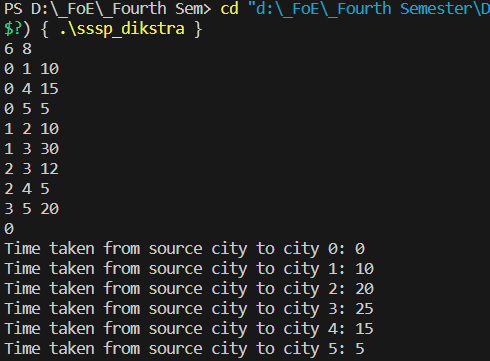 PS D:\_FoE\_Fourth Sem> cd "d:\_FoE\_Fourth Semester\D
$?) { .\sssp_dikstra }
6 8
0 1 10
0 4 15
0 5 5
1 2 10
1 3 30
2 3 12
2 4 5
3 5 20
0
Time taken from source city to city 0: 0
Time taken from source city to city 1: 10
Time taken from source city to city 2: 20
Time taken from source city to city 3: 25
Time taken from source city to city 4: 15
Time taken from source city to city 5: 5